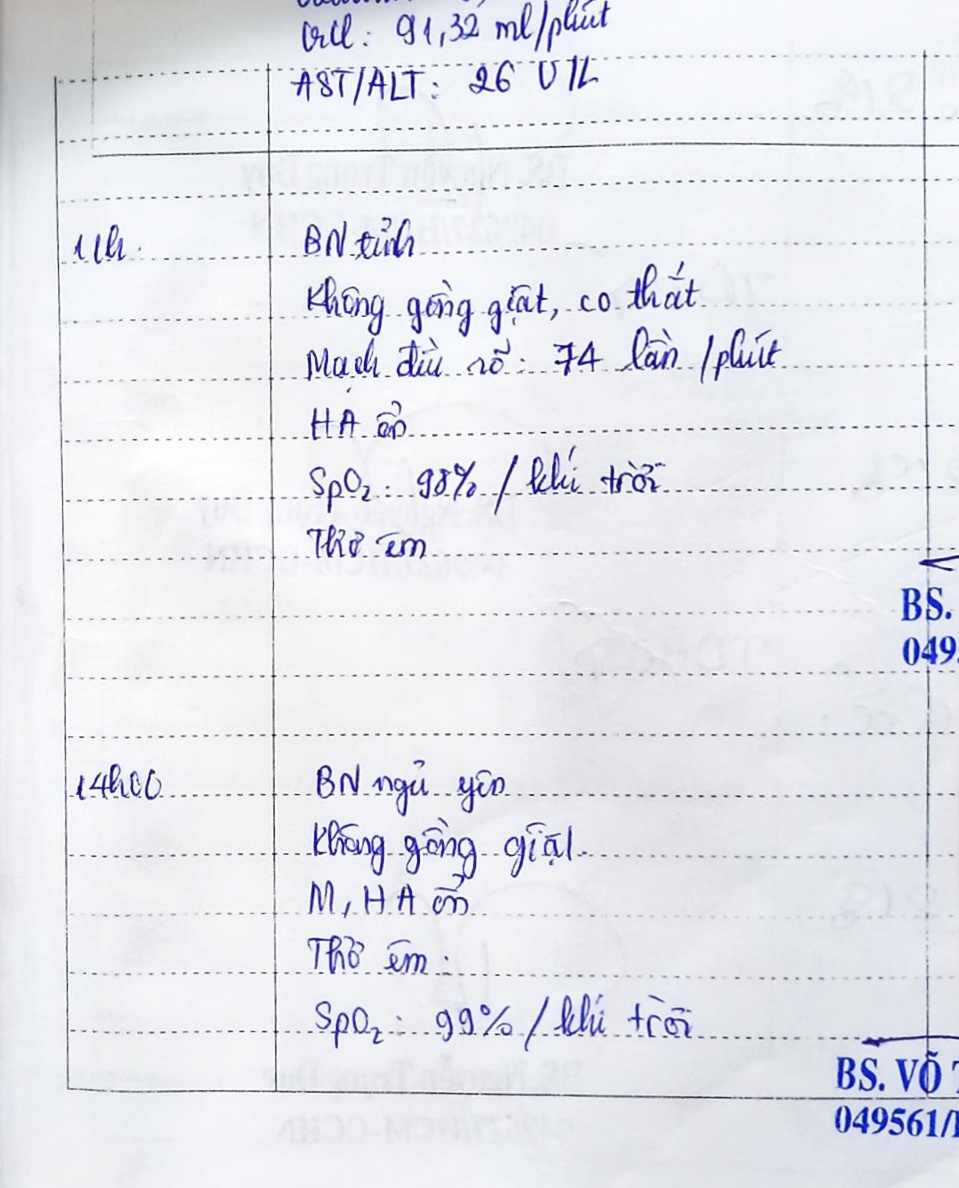 CrCl: 91,32 ml/phút
AST/ALT: 26 U/L
11h
BN tỉnh
Không gồng giật, co thắt
Mạch đều rõ: 74 lần/phút
HA ổn
SpO₂: 98% / khí trời
Thở êm
BS.
049
14h00
BN ngủ yên
Không gồng giật
M, HA ổn
Thở êm
SpO₂: 99% / khí trời
BS. VÕ
049561/